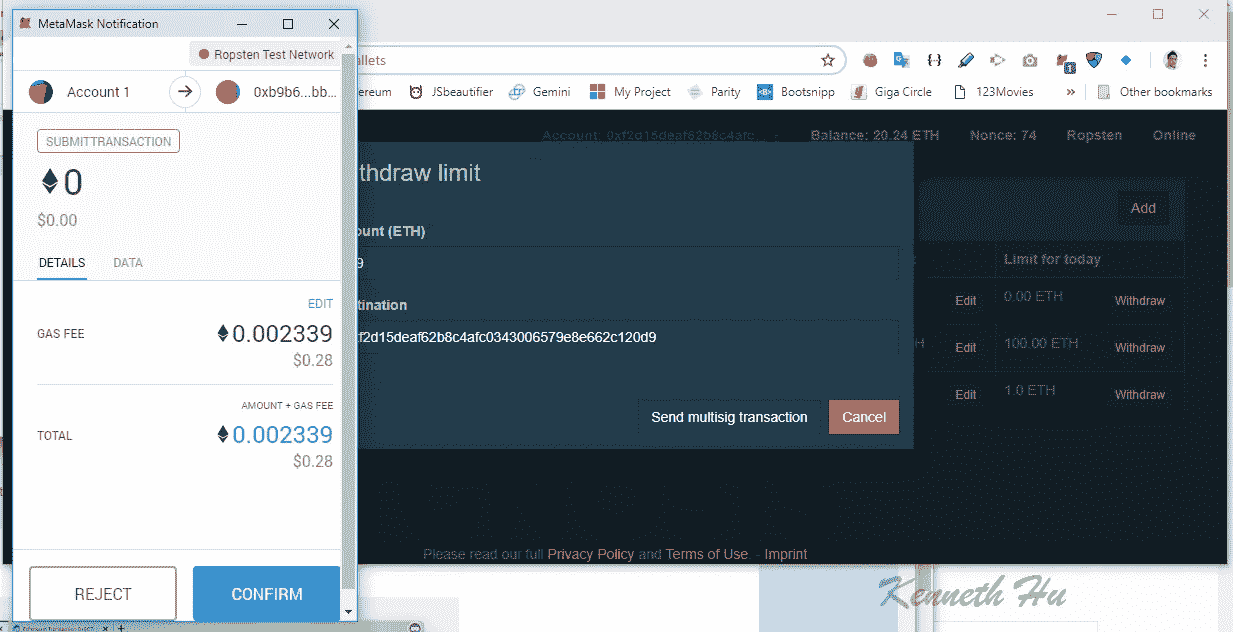 MetaMask Notification
Ropsten Test Network
Account 1
0xb9b6...bb...
SUBMITTRANSACTION
0
$0.00
DETAILS
DATA
EDIT
GAS FEE
0.002339
$0.28
AMOUNT + GAS FEE
TOTAL
0.002339
$0.28
REJECT
CONFIRM
allets
ereum
JSbeautifier
Gemini
My Project
Parity
Bootsnipp
Giga Circle
123Movies
»
Other bookmarks
Account: 0xf2d15deaf62b8c4afc... -
Balance: 20.24 ETH
Nonce: 74
Ropsten
Online
thdraw limit
ount (ETH)
9
tination
f2d15deaf62b8c4afc0343006579e8e662c120d9
Send multisig transaction
Cancel
Add
Limit for today
Edit
0.00 ETH
Withdraw
H
Edit
100.00 ETH
Withdraw
Edit
1.0 ETH
Withdraw
Please read our full Privacy Policy and Terms of Use. - Imprint
Kenneth Hu